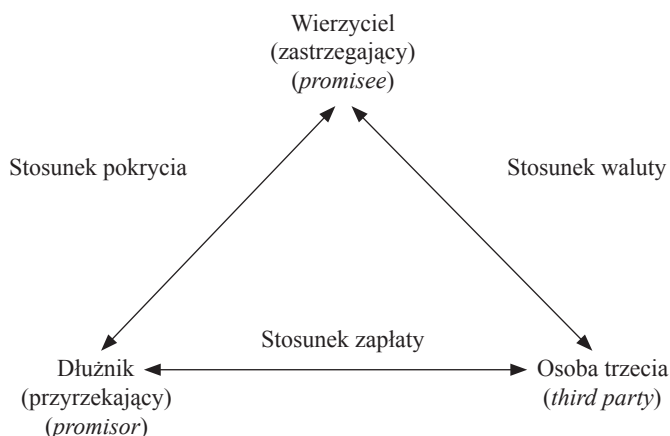 Wierzyciel
(zastrzegający)
(promisee)
Stosunek pokrycia
Stosunek waluty
Stosunek zapłaty
Dłużnik
(przyrzekający)
(promisor)
Osoba trzecia
(third party)